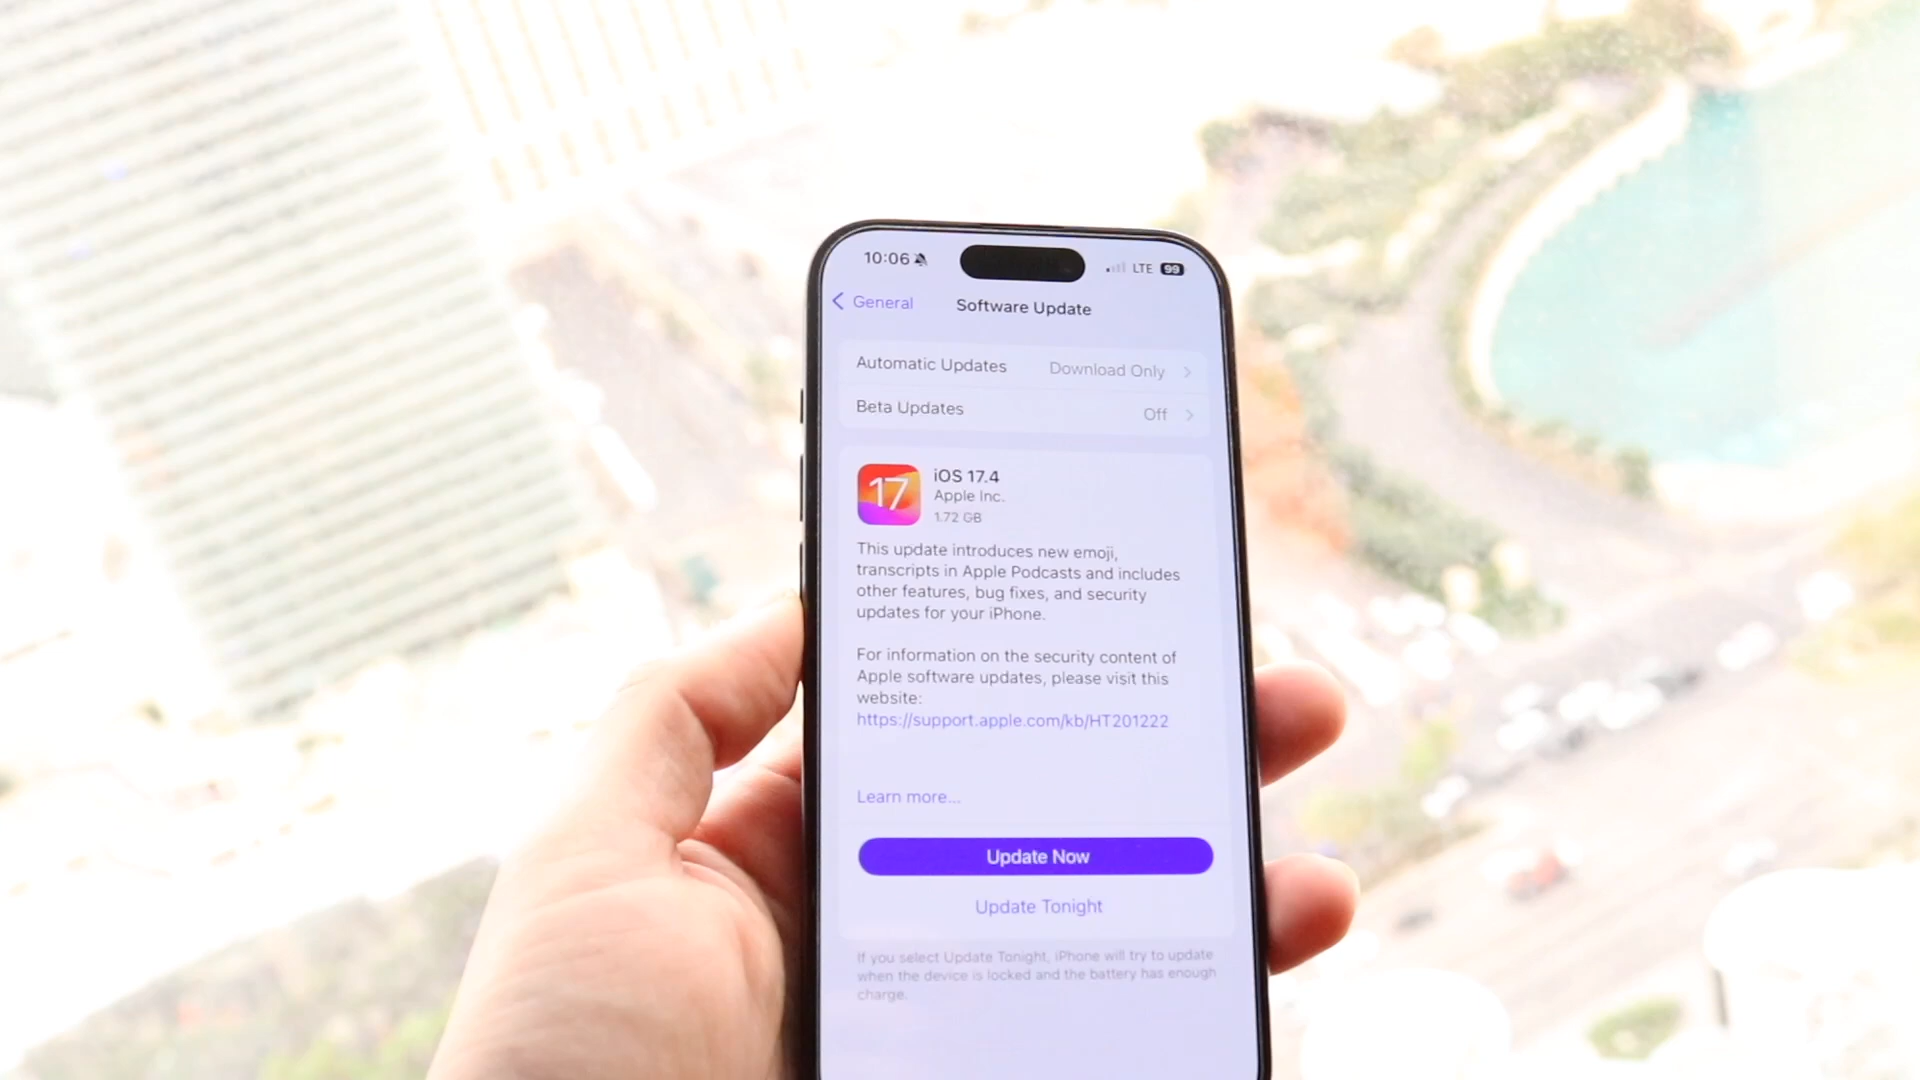 10:06
LTE 99
General
Software Update
Automatic Updates Download Only
Beta Updates Off
17
iOS 17.4
Apple Inc.
1.72 GB
This update introduces new emoji,
transcripts in Apple Podcasts and includes
other features, bug fixes, and security
updates for your iPhone.
For information on the security content of
Apple software updates, please visit this
website:
https://support.apple.com/kb/HT201222
Learn more...
Update Now
Update Tonight
If you select Update Tonight, iPhone will try to update
when the device is locked and the battery has enough
charge.